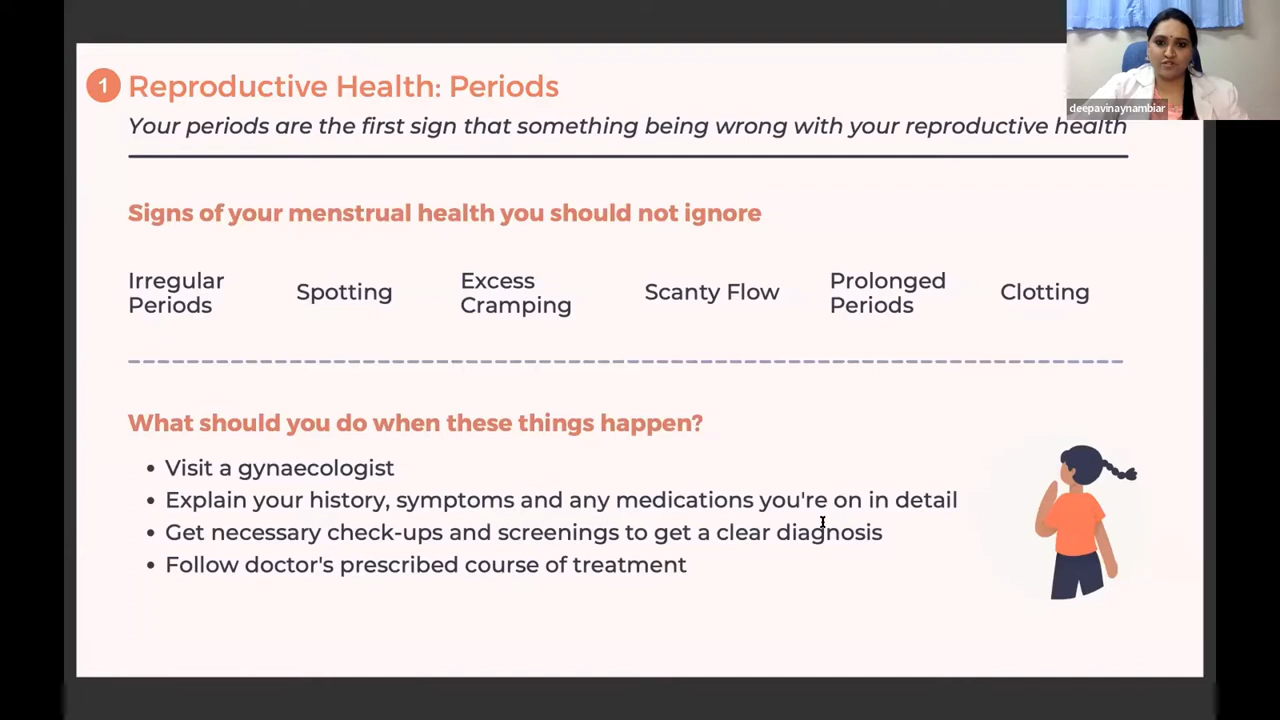 1 Reproductive Health: Periods
deepavinaynambiar
Your periods are the first sign that something being wrong with your reproductive health
Signs of your menstrual health you should not ignore
Irregular Periods
Spotting
Excess Cramping
Scanty Flow
Prolonged Periods
Clotting
What should you do when these things happen?
• Visit a gynaecologist
• Explain your history, symptoms and any medications you're on in detail
• Get necessary check-ups and screenings to get a clear diagnosis
• Follow doctor's prescribed course of treatment